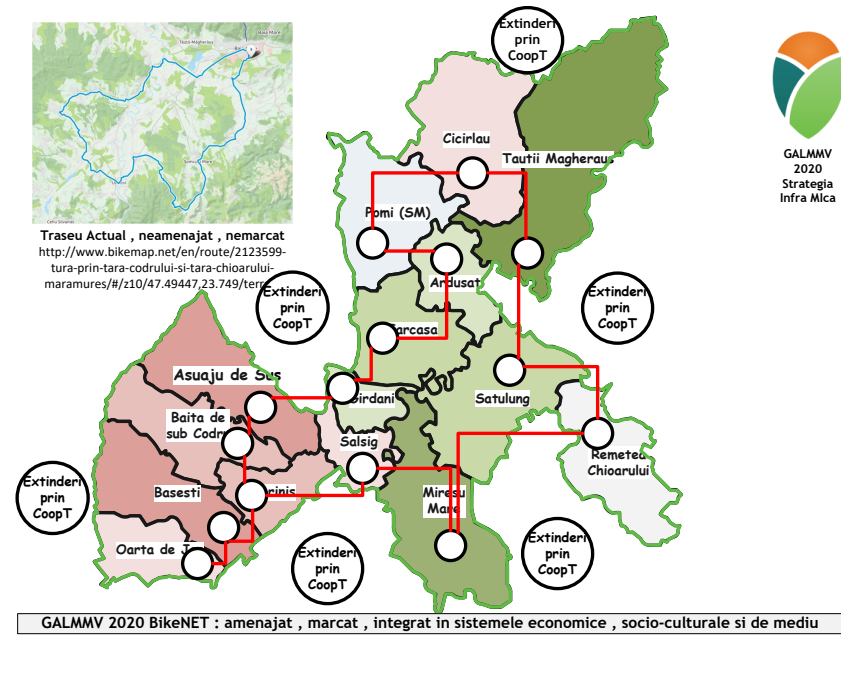 Extinderi
prin
CoopT
Cicirlau
Tautii Magheraus
GALMMV
2020
Strategia
Infra Mica
Pomi (SM)
Traseu Actual , neamenajat , nemarcat
http://www.bikemap.net/en/route/2123599-
tura-prin-tara-codrului-si-tara-chioarului-
maramures/#/z10/47.49447,23.749/terr
Ardusat
Extinderi
prin
CoopT
Extinderi
prin
CoopT
arcasa
Asuaju de Sus
Satulung
Baita de
sub Codr
Salsig
Remetea
Chioarului
Extinderi
prin
CoopT
Basesti
Miresu
Mare
Oarta de J
Extinderi
prin
CoopT
Extinderi
prin
CoopT
GALMMV 2020 BikeNET : amenajat , marcat , integrat in sistemele economice , socio-culturale si de mediu